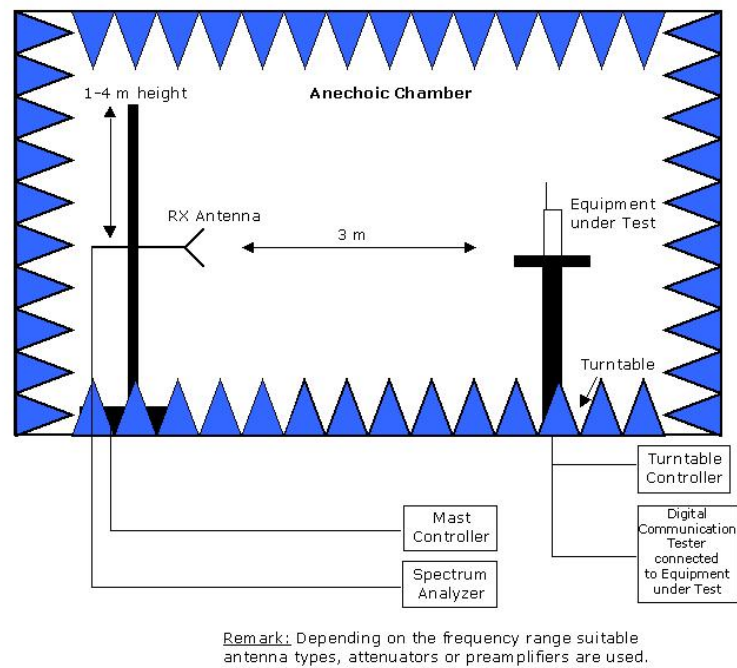 1-4 m height
Anechoic Chamber
RX Antenna
3 m
Equipment
under Test
Turntable
Turntable
Controller
Mast
Controller
Digital
Communication
Tester
connected
to Equipment
under Test
Spectrum
Analyzer
Remark: Depending on the frequency range suitable
antenna types, attenuators or preamplifiers are used.